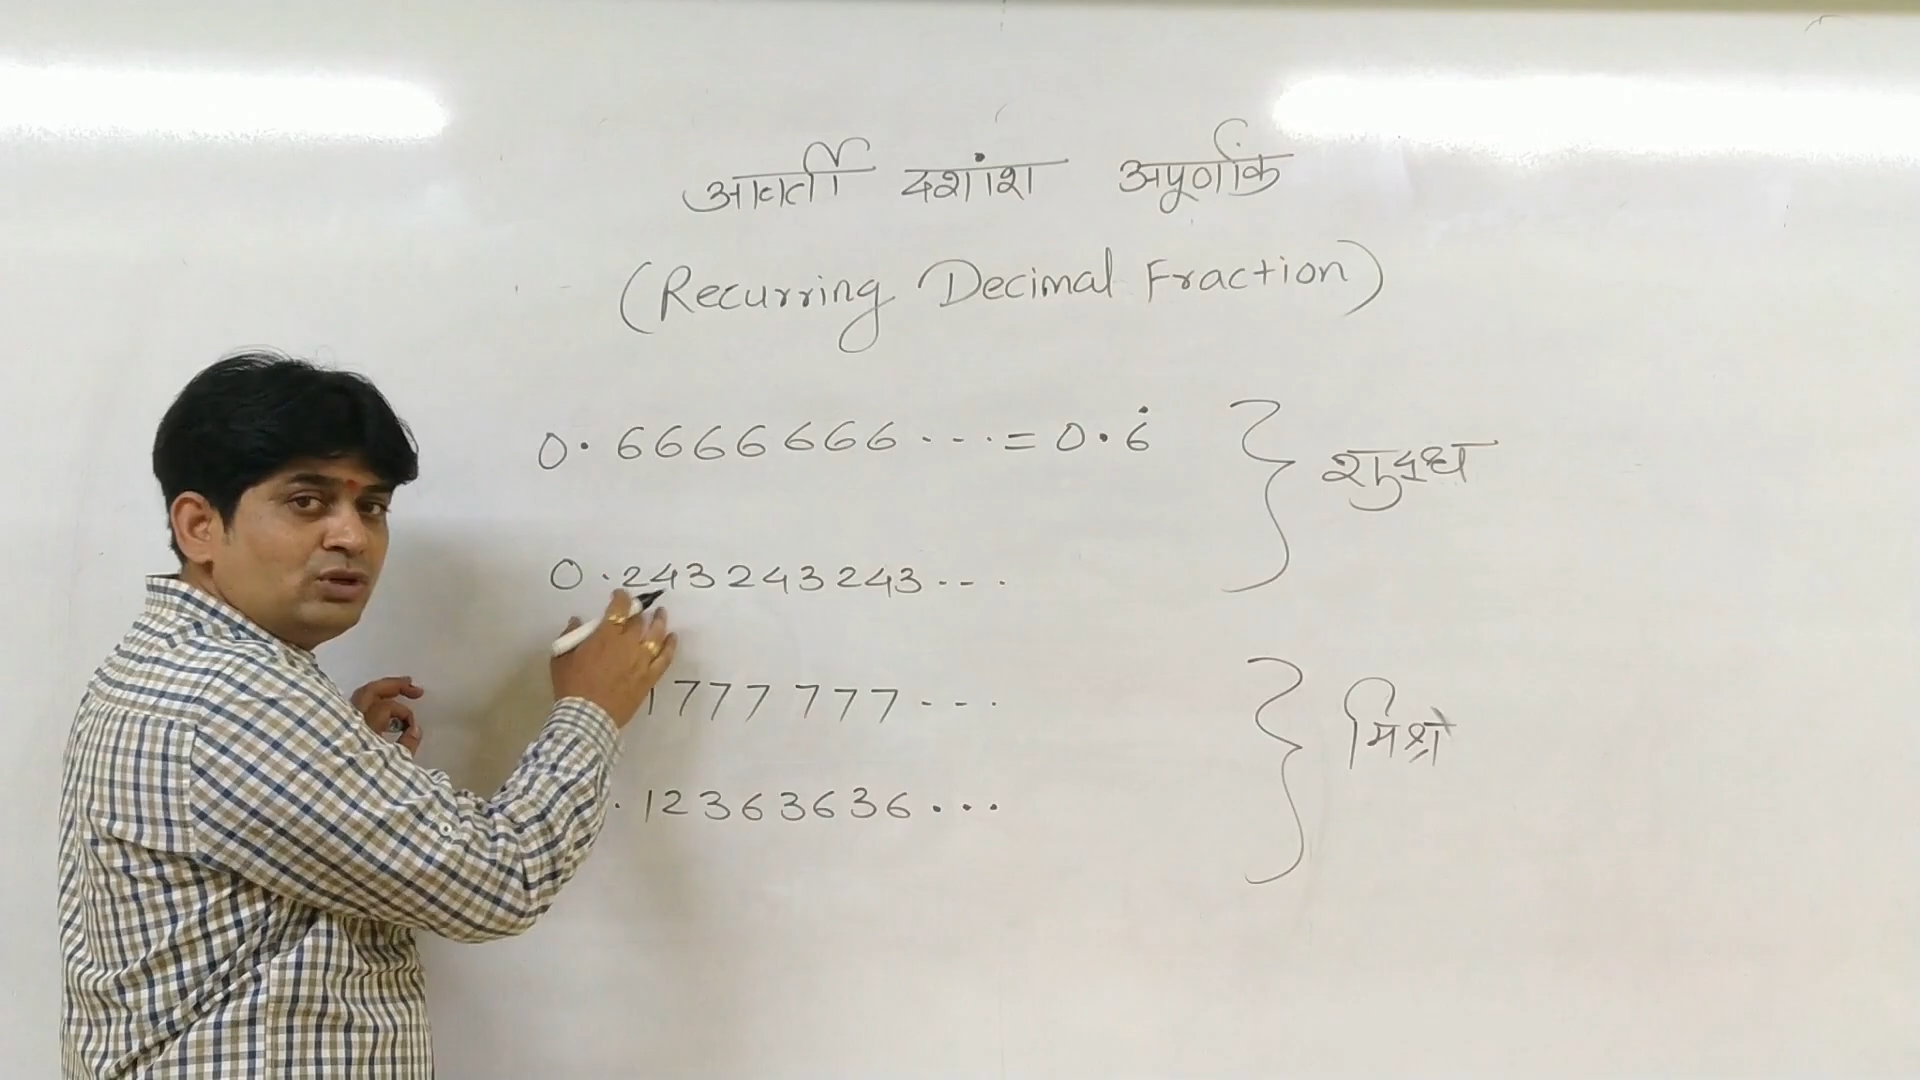 आवर्ती दशांश अपूर्णांक
(Recurring Decimal Fraction)
0.6666666... = 0.6̇
शुद्ध
0.243243243...
1777777...
मिश्र
.12363636...